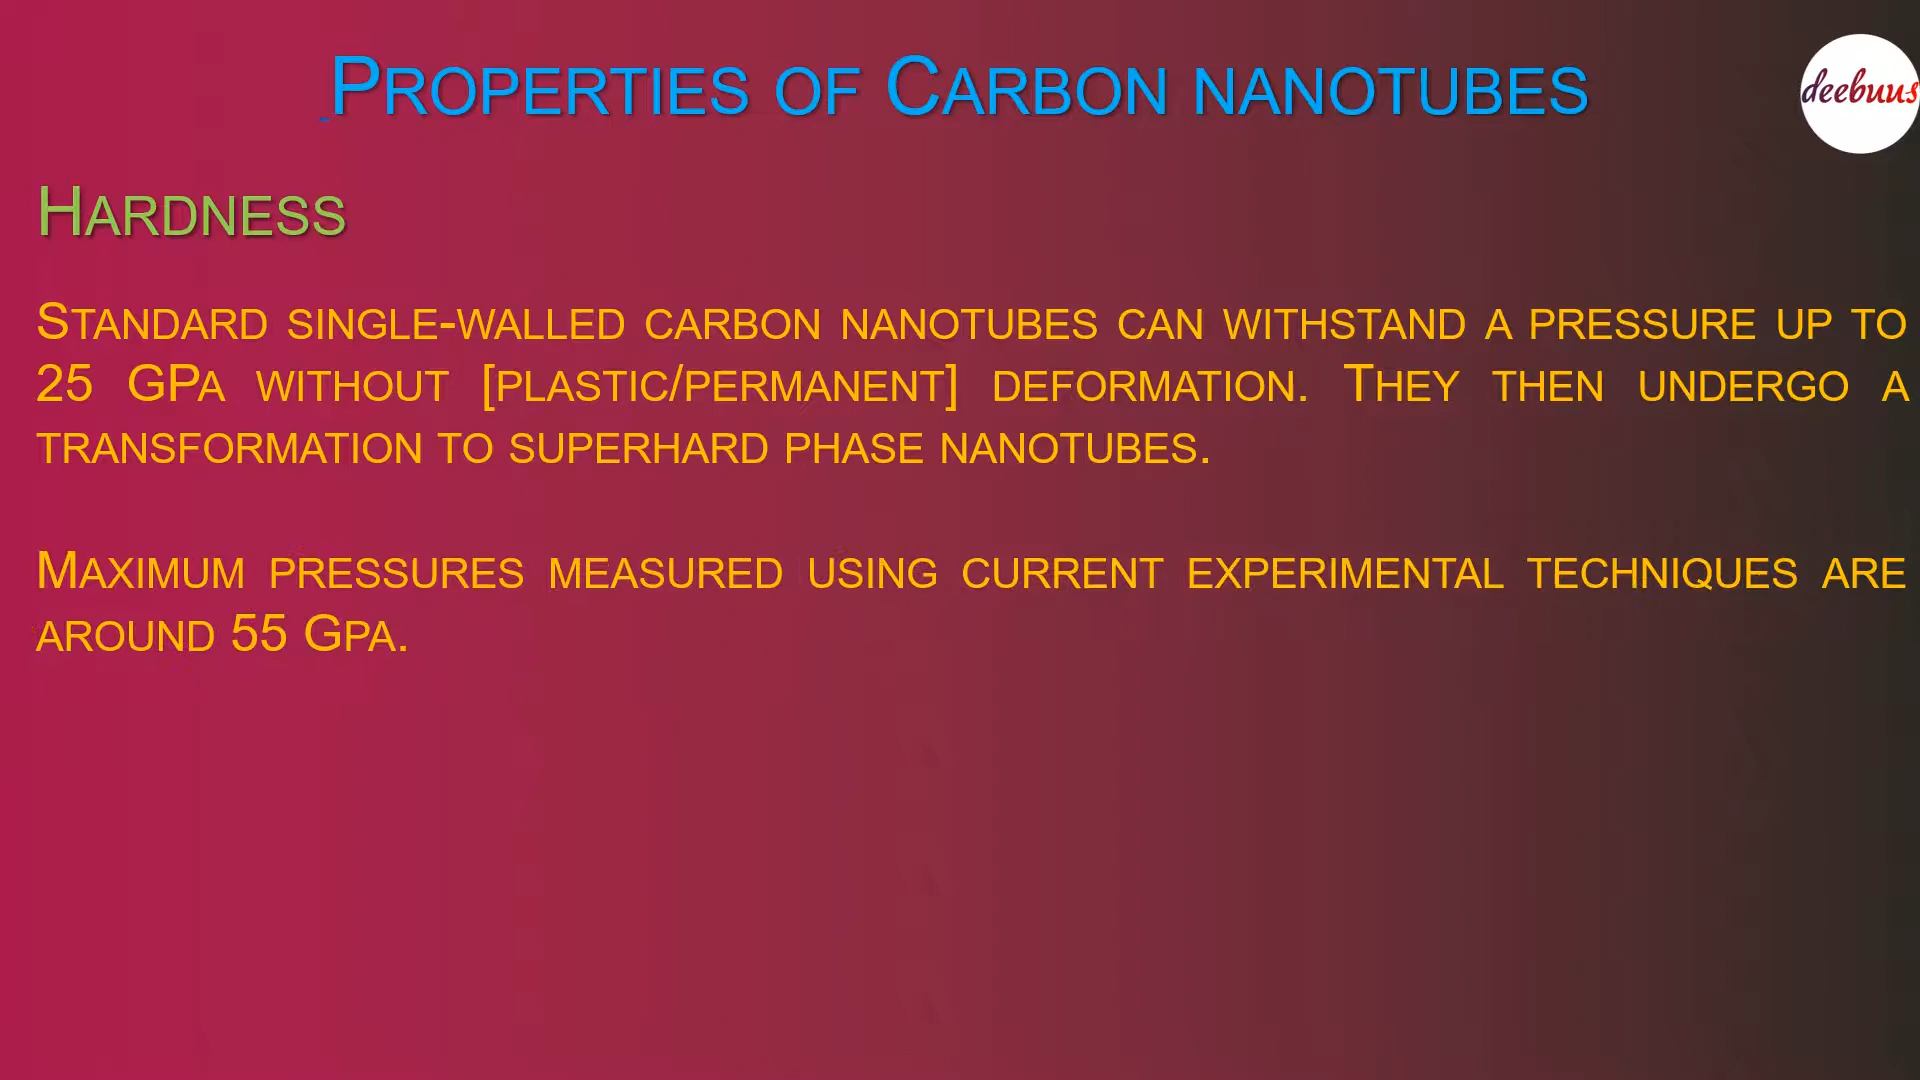 Properties of Carbon nanotubes
deebuus
Hardness
Standard single-walled carbon nanotubes can withstand a pressure up to
25 GPa without [plastic/permanent] deformation. They then undergo a
transformation to superhard phase nanotubes.
Maximum pressures measured using current experimental techniques are
around 55 Gpa.